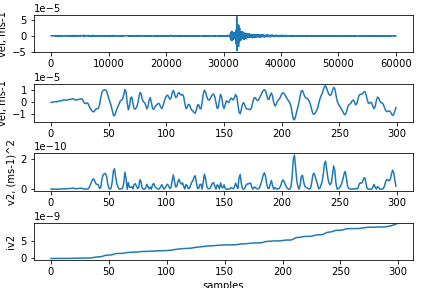 1e−5
vel, ms-1
5
0
−5
0 10000 20000 30000 40000 50000 60000
1e−5
vel, ms-1
1
0
−1
0 50 100 150 200 250 300
1e−10
v2, (ms-1)^2
2
0
0 50 100 150 200 250 300
1e−9
iv2
5
0
0 50 100 150 200 250 300
samples